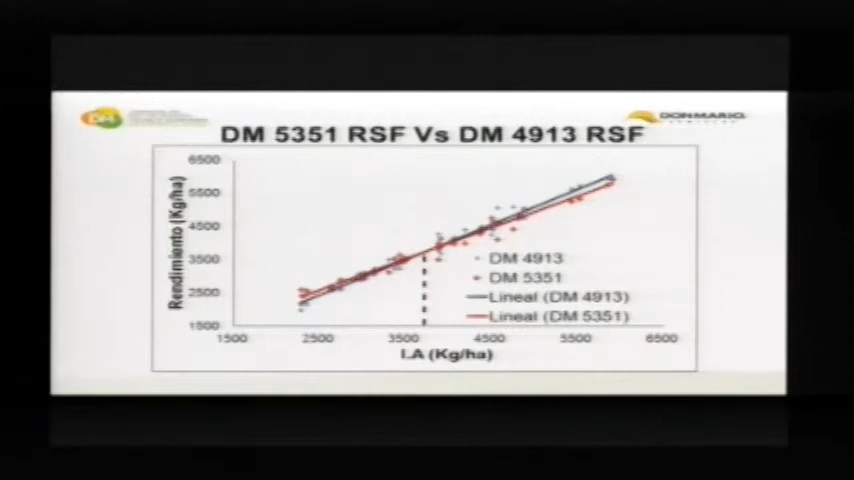 DM
DONMARIO
DM 5351 RSF Vs DM 4913 RSF
Rendimiento (Kg/ha)
6500
5500
4500
3500
2500
1500
DM 4913
DM 5351
Lineal (DM 4913)
Lineal (DM 5351)
1500 2500 3500 4500 5500 6500
I.A (Kg/ha)